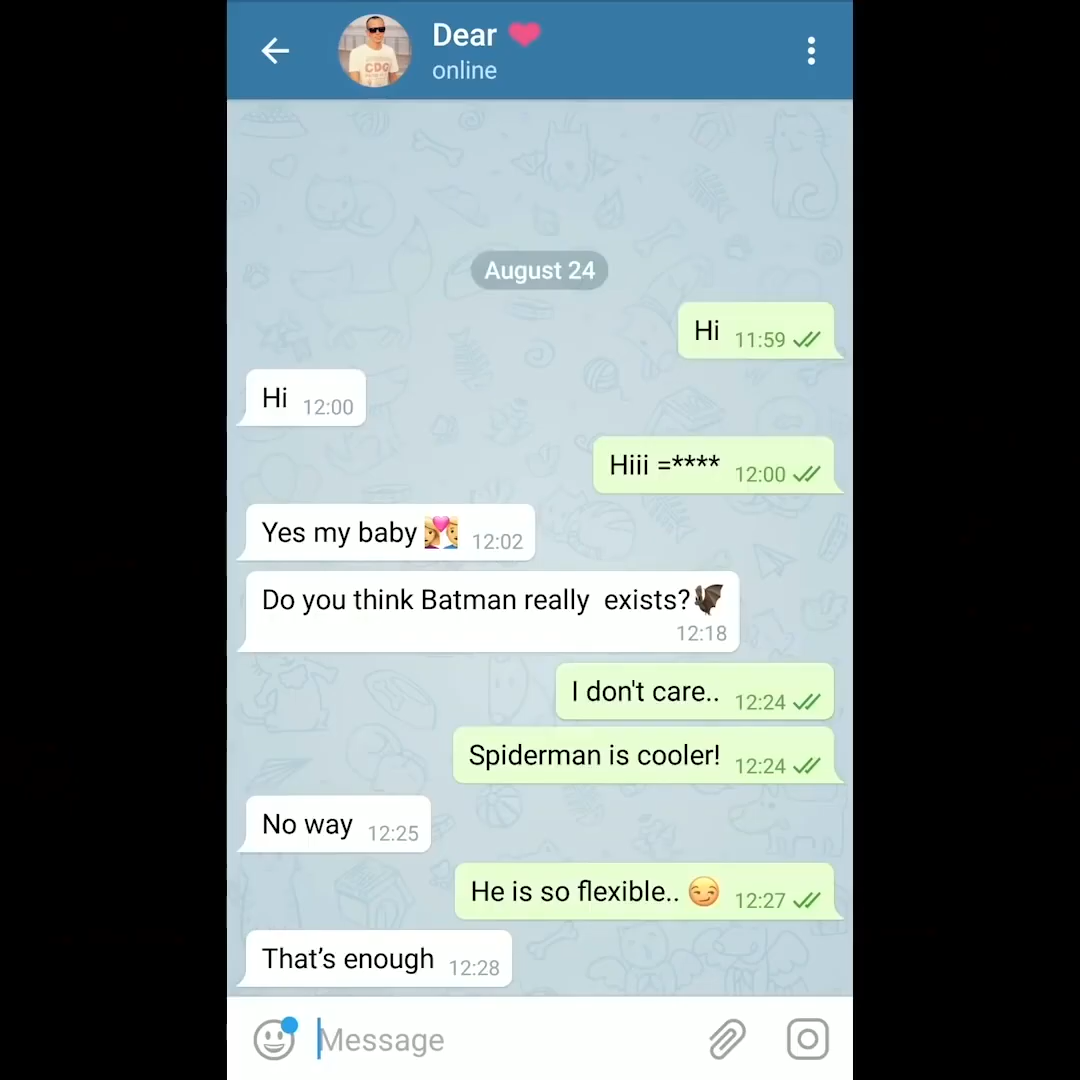 Dear ❤
online
CDG
August 24
Hi 11:59
Hi 12:00
Hiii =**** 12:00
Yes my baby 👩‍❤️‍👨 12:02
Do you think Batman really  exists?🦇
12:18
I don't care.. 12:24
Spiderman is cooler! 12:24
No way 12:25
He is so flexible.. 😏 12:27
That’s enough 12:28
Message